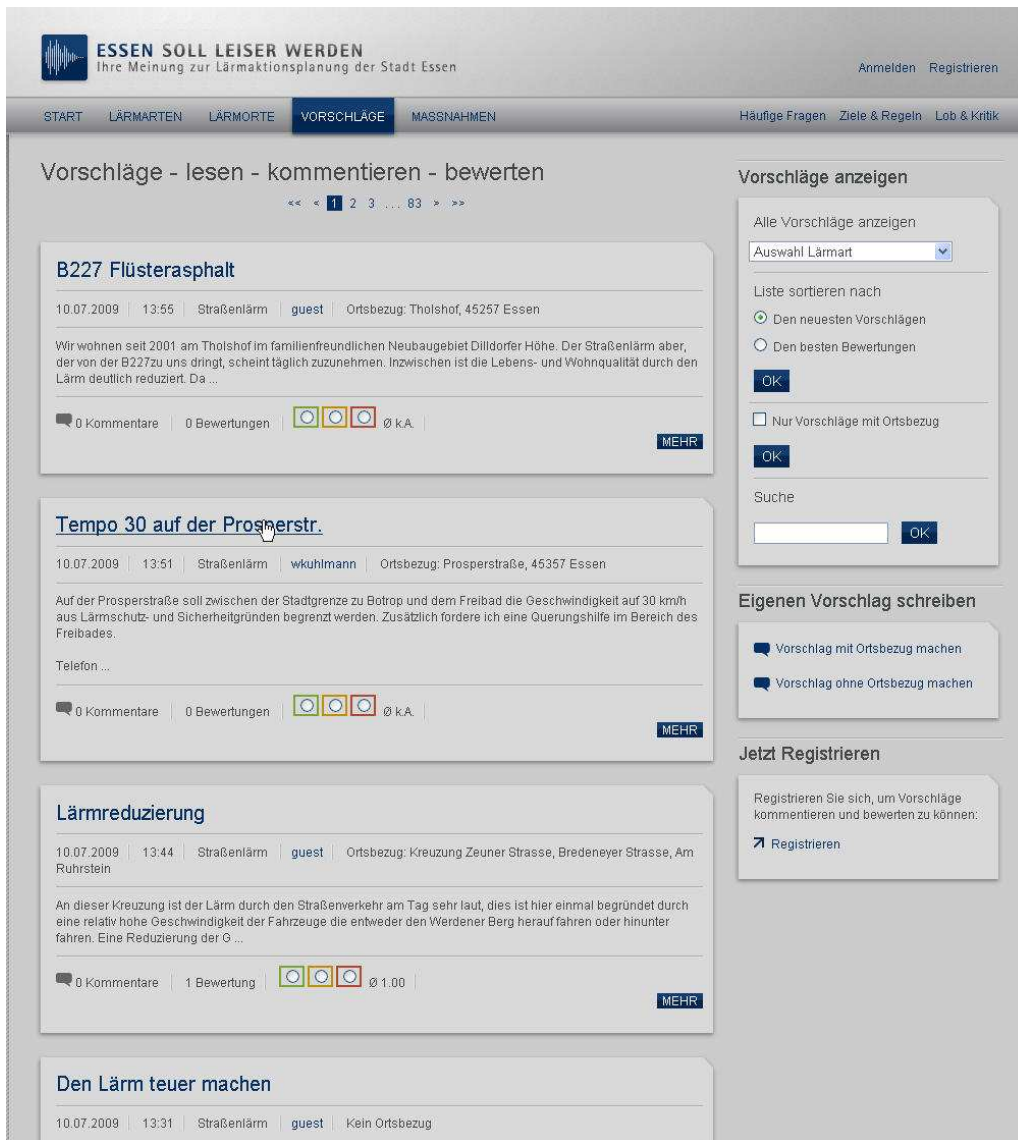 ESSEN SOLL LEISER WERDEN
Ihre Meinung zur Lärmaktionsplanung der Stadt Essen
Anmelden Registrieren
START LÄRMARTEN LÄRMORTE VORSCHLÄGE MASSNAHMEN
Häufige Fragen Ziele & Regeln Lob & Kritik
Vorschläge - lesen - kommentieren - bewerten
<< < 1 2 3 ... 83 > >>
B227 Flüsterasphalt
10.07.2009 13:55 Straßenlärm guest Ortsbezug: Tholshof, 45257 Essen
Wir wohnen seit 2001 am Tholshof im familienfreundlichen Neubaugebiet Dilldorfer Höhe. Der Straßenlärm aber,
der von der B227zu uns dringt, scheint täglich zuzunehmen. Inzwischen ist die Lebens- und Wohnqualität durch den
Lärm deutlich reduziert. Da ...
0 Kommentare 0 Bewertungen Ø k.A.
MEHR
Tempo 30 auf der Prosperstr.
10.07.2009 13:51 Straßenlärm wkuhlmann Ortsbezug: Prosperstraße, 45357 Essen
Auf der Prosperstraße soll zwischen der Stadtgrenze zu Botrop und dem Freibad die Geschwindigkeit auf 30 km/h
aus Lärmschutz- und Sicherheitgründen begrenzt werden. Zusätzlich fordere ich eine Querungshilfe im Bereich des
Freibades.
Telefon ...
0 Kommentare 0 Bewertungen Ø k.A.
MEHR
Lärmreduzierung
10.07.2009 13:44 Straßenlärm guest Ortsbezug: Kreuzung Zeuner Strasse, Bredeneyer Strasse, Am
Ruhrstein
An dieser Kreuzung ist der Lärm durch den Straßenverkehr am Tag sehr laut, dies ist hier einmal begründet durch
eine relativ hohe Geschwindigkeit der Fahrzeuge die entweder den Werdener Berg herauf fahren oder hinunter
fahren. Eine Reduzierung der G ...
0 Kommentare 1 Bewertung Ø 1.00
MEHR
Den Lärm teuer machen
10.07.2009 13:31 Straßenlärm guest Kein Ortsbezug
Vorschläge anzeigen
Alle Vorschläge anzeigen
Auswahl Lärmart
Liste sortieren nach
Den neuesten Vorschlägen
Den besten Bewertungen
OK
Nur Vorschläge mit Ortsbezug
OK
Suche
OK
Eigenen Vorschlag schreiben
Vorschlag mit Ortsbezug machen
Vorschlag ohne Ortsbezug machen
Jetzt Registrieren
Registrieren Sie sich, um Vorschläge
kommentieren und bewerten zu können:
Registrieren